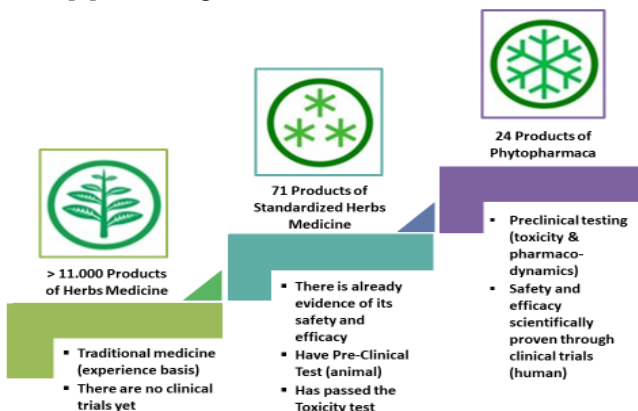 > 11.000 Products
of Herbs Medicine
▪ Traditional medicine
(experience basis)
▪ There are no clinical
trials yet
71 Products of
Standardized Herbs
Medicine
▪ There is already
evidence of its
safety and
efficacy
▪ Have Pre-Clinical
Test (animal)
▪ Has passed the
Toxicity test
24 Products of
Phytopharmaca
▪ Preclinical testing
(toxicity &
pharmaco-
dynamics)
▪ Safety and
efficacy
scientifically
proven through
clinical trials
(human)